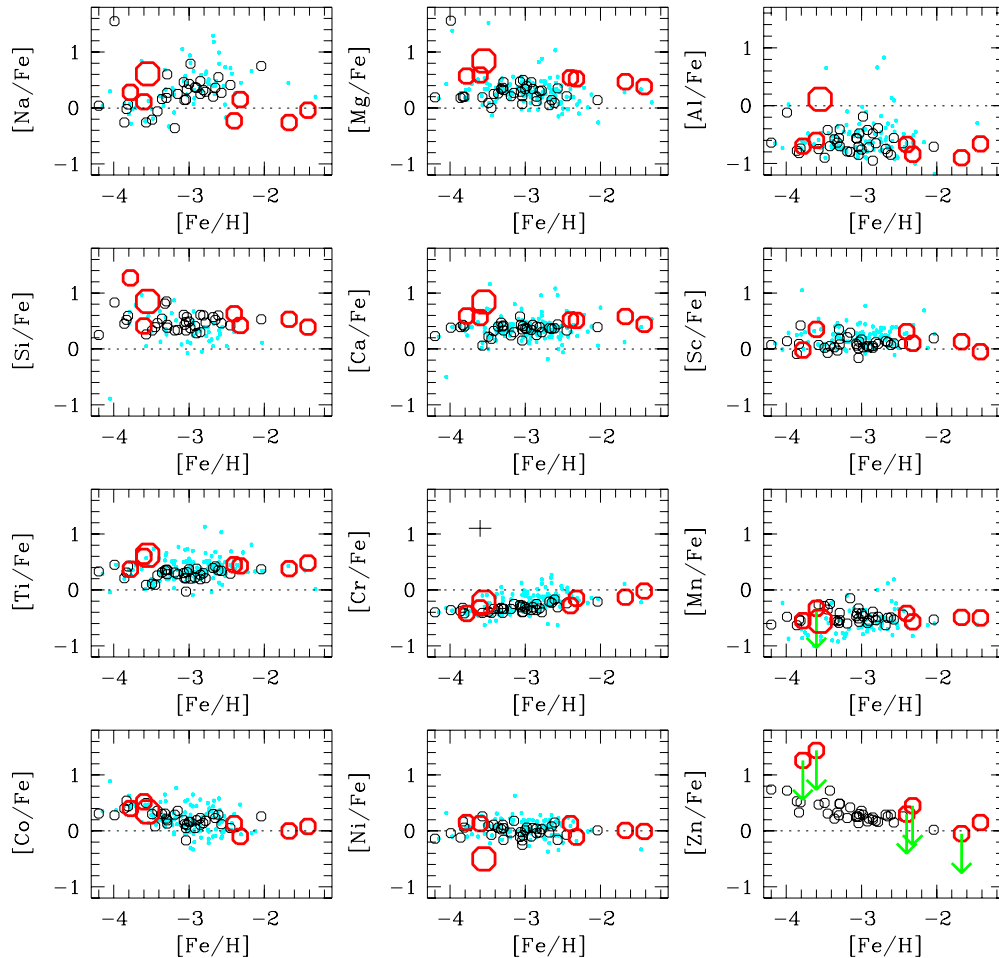 [Na/Fe] 1 0 −1 −4 −3 −2 [Fe/H]
[Mg/Fe] 1 0 −1 −4 −3 −2 [Fe/H]
[Al/Fe] 1 0 −1 −4 −3 −2 [Fe/H]
[Si/Fe] 1 0 −1 −4 −3 −2 [Fe/H]
[Ca/Fe] 1 0 −1 −4 −3 −2 [Fe/H]
[Sc/Fe] 1 0 −1 −4 −3 −2 [Fe/H]
[Ti/Fe] 1 0 −1 −4 −3 −2 [Fe/H]
[Cr/Fe] 1 0 −1 −4 −3 −2 [Fe/H]
[Mn/Fe] 1 0 −1 −4 −3 −2 [Fe/H]
[Co/Fe] 1 0 −1 −4 −3 −2 [Fe/H]
[Ni/Fe] 1 0 −1 −4 −3 −2 [Fe/H]
[Zn/Fe] 1 0 −1 −4 −3 −2 [Fe/H]